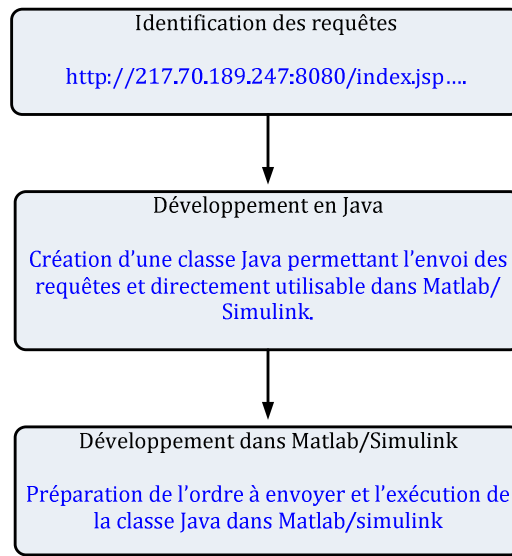 Identification des requêtes
http://217.70.189.247:8080/index.jsp....
Développement en Java
Création d'une classe Java permettant l'envoi des
requêtes et directement utilisable dans Matlab/
Simulink.
Développement dans Matlab/Simulink
Préparation de l'ordre à envoyer et l'exécution de
la classe Java dans Matlab/simulink